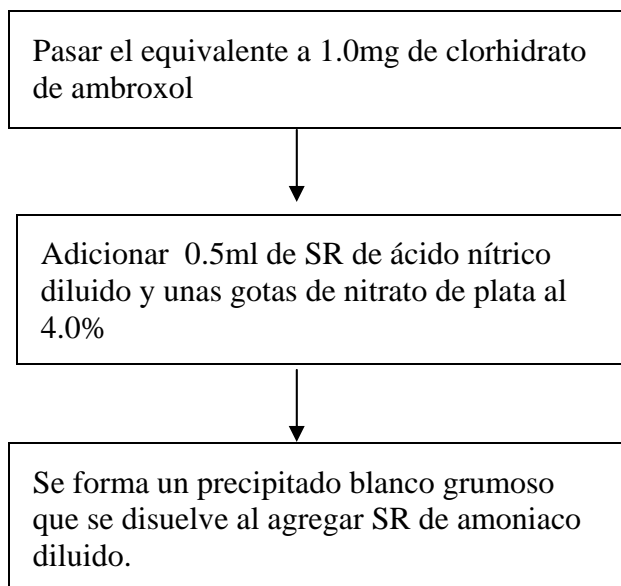 Pasar el equivalente a 1.0mg de clorhidrato
de ambroxol
Adicionar 0.5ml de SR de ácido nítrico
diluido y unas gotas de nitrato de plata al
4.0%
Se forma un precipitado blanco grumoso
que se disuelve al agregar SR de amoniaco
diluido.